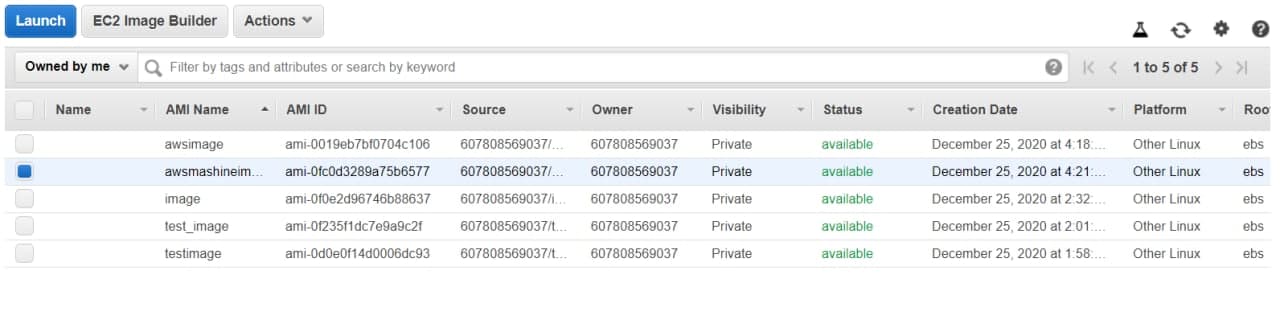 Launch EC2 Image Builder Actions
Owned by me Filter by tags and attributes or search by keyword 1 to 5 of 5
Name AMI Name AMI ID Source Owner Visibility Status Creation Date Platform Roo
awsimage ami-0019eb7bf0704c106 607808569037/... 607808569037 Private available December 25, 2020 at 4:18:... Other Linux ebs
awsmashineim... ami-0fc0d3289a75b6577 607808569037/... 607808569037 Private available December 25, 2020 at 4:21:... Other Linux ebs
image ami-0f0e2d96746b88637 607808569037/i... 607808569037 Private available December 25, 2020 at 2:32:... Other Linux ebs
test_image ami-0f235f1dc7e9a9c2f 607808569037/t... 607808569037 Private available December 25, 2020 at 2:01:... Other Linux ebs
testimage ami-0d0e0f14d0006dc93 607808569037/t... 607808569037 Private available December 25, 2020 at 1:58:... Other Linux ebs